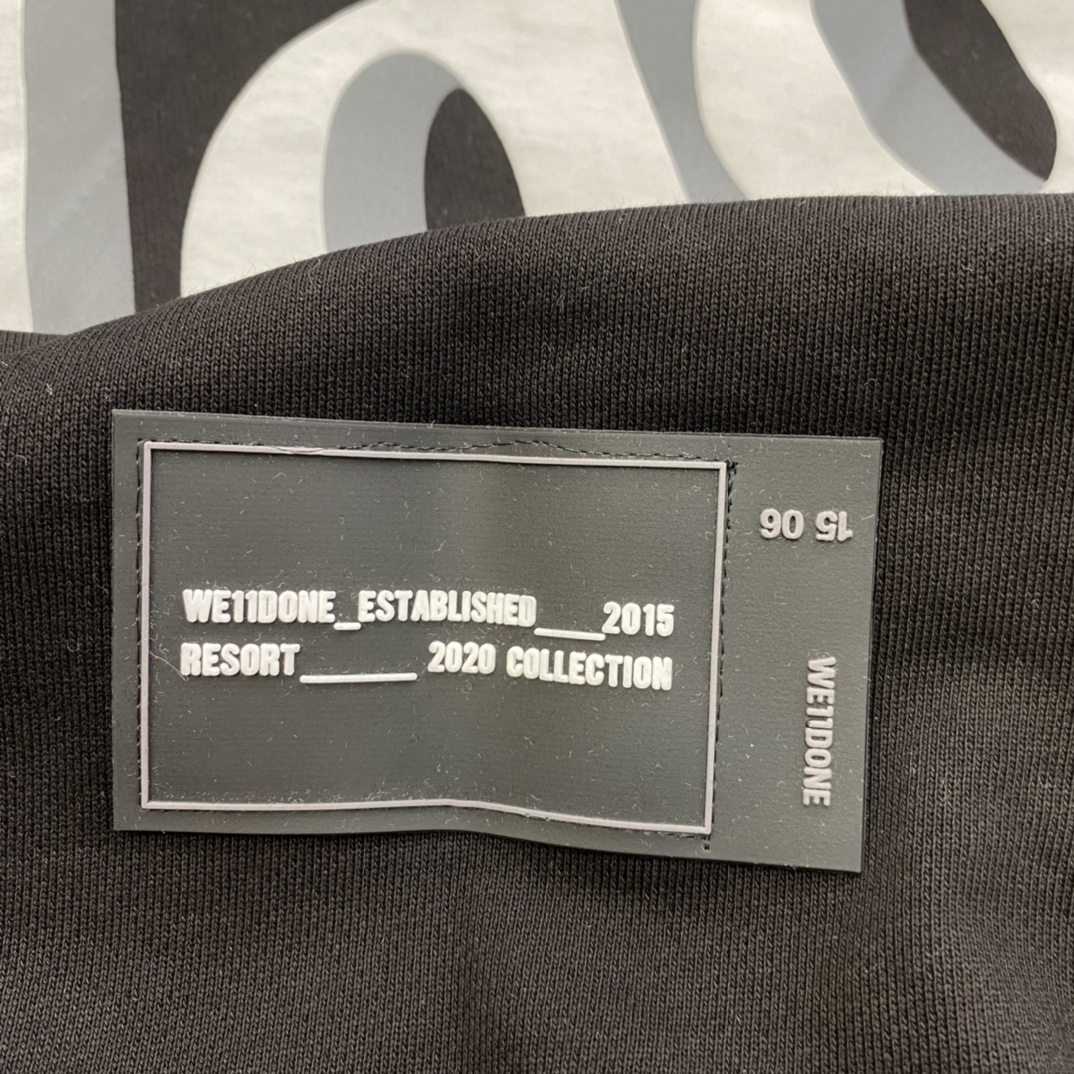 WE11DONE_ESTABLISHED___2015
RESORT______ 2020 COLLECTION
15 06
WE11DONE